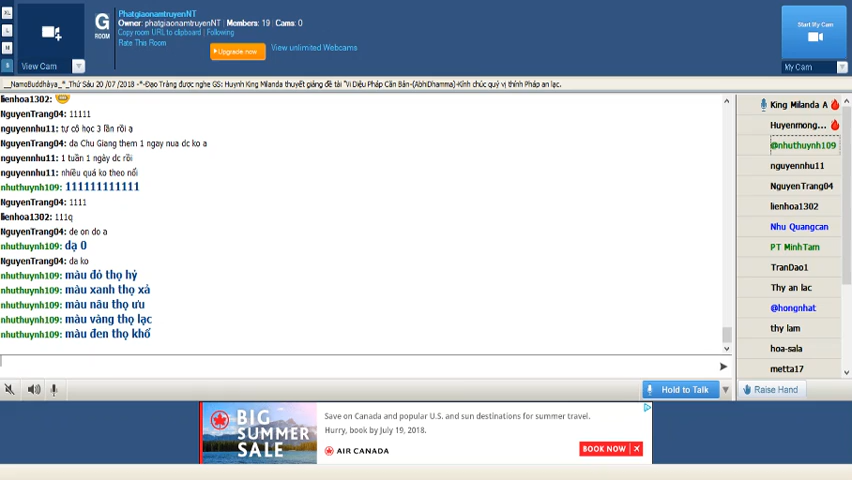 XL
L
M
S
View Cam
G
ROOM
PhatgiaonamtruyenNT
Owner: phatgiaonamtruyenNT | Members: 19 | Cams: 0
Copy room URL to clipboard | Following
Rate This Room
Upgrade now
View unlimited Webcams
Start My Cam
My Cam
__NamoBuddhàya_*_Thứ Sáu 20 /07 /2018 -*-Đạo Tràng được nghe GS: Huynh King Milanda thuyết giảng đề tài "Vi Diệu Pháp Căn Bản-(AbhiDhamma)-Kính chúc quý vị thính Pháp an lạc.
lienhoa1302:
NguyenTrang04: 11111
nguyennhu11: tự cô học 3 lần rồi ạ
NguyenTrang04: da Chu Giang them 1 ngay nua dc ko a
nguyennhu11: 1 tuần 1 ngày dc rồi
nguyennhu11: nhiều quá ko theo nổi
nhuthuynh109: 111111111111
NguyenTrang04: 1111
lienhoa1302: 111q
NguyenTrang04: de on do a
nhuthuynh109: dạ 0
NguyenTrang04: da ko
nhuthuynh109: màu đỏ thọ hỷ
nhuthuynh109: màu xanh thọ xả
nhuthuynh109: màu nâu thọ ưu
nhuthuynh109: màu vàng thọ lạc
nhuthuynh109: màu đen thọ khổ
King Milanda A
Huyenmong...
@nhuthuynh109
nguyennhu11
NguyenTrang04
lienhoa1302
Nhu Quangcan
PT MinhTam
TranDao1
Thy an lac
@hongnhat
thy lam
hoa-sala
metta17
Hold to Talk
Raise Hand
BIG
SUMMER
SALE
Save on Canada and popular U.S. and sun destinations for summer travel.
Hurry, book by July 19, 2018.
AIR CANADA
BOOK NOW